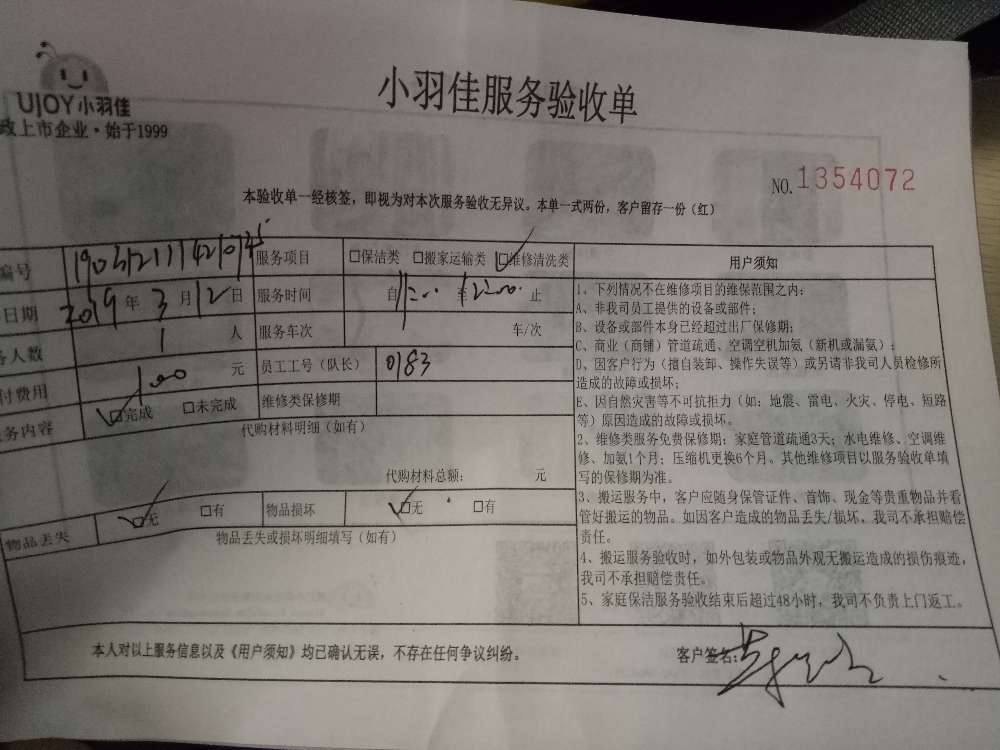 UJOY小羽佳
政上市企业·始于1999
小羽佳服务验收单
NO. 1354072
本验收单一经核签，即视为对本次服务验收无异议。本单一式两份，客户留存一份（红）
编号
服务项目 □保洁类 □搬家运输类 □维修清洗类
日期 2019年3月12日
服务时间 自 11:00 至 12:00 止
务人数 1 人
服务车次 车/次
付费用 100 元
员工工号（队长） 0183
务内容 □完成 □未完成
维修类保修期
代购材料明细（如有）
代购材料总额： 元
物品丢失 □无 □有
物品损坏 □无 □有
物品丢失或损坏明细填写（如有）
用户须知
1、下列情况不在维修项目的维保范围之内：
A、非我司员工提供的设备或部件；
B、设备或部件本身已经超过出厂保修期；
C、商业（商铺）管道疏通、空调空机加氨（新机或漏氨）；
D、因客户行为（擅自装卸、操作失误等）或另请非我司人员检修所
造成的故障或损坏；
E、因自然灾害等不可抗拒力（如：地震、雷电、火灾、停电、短路
等）原因造成的故障或损坏。
2、维修类服务免费保修期：家庭管道疏通3天；水电维修、空调维
修、加氨1个月；压缩机更换6个月。其他维修项目以服务验收单填
写的保修期为准。
3、搬运服务中，客户应随身保管证件、首饰、现金等贵重物品并看
管好搬运的物品。如因客户造成的物品丢失/损坏，我司不承担赔偿
责任。
4、搬运服务验收时，如外包装或物品外观无搬运造成的损伤痕迹，
我司不承担赔偿责任。
5、家庭保洁服务验收结束后超过48小时，我司不负责上门返工。
本人对以上服务信息以及《用户须知》均已确认无误，不存在任何争议纠纷。
客户签名：